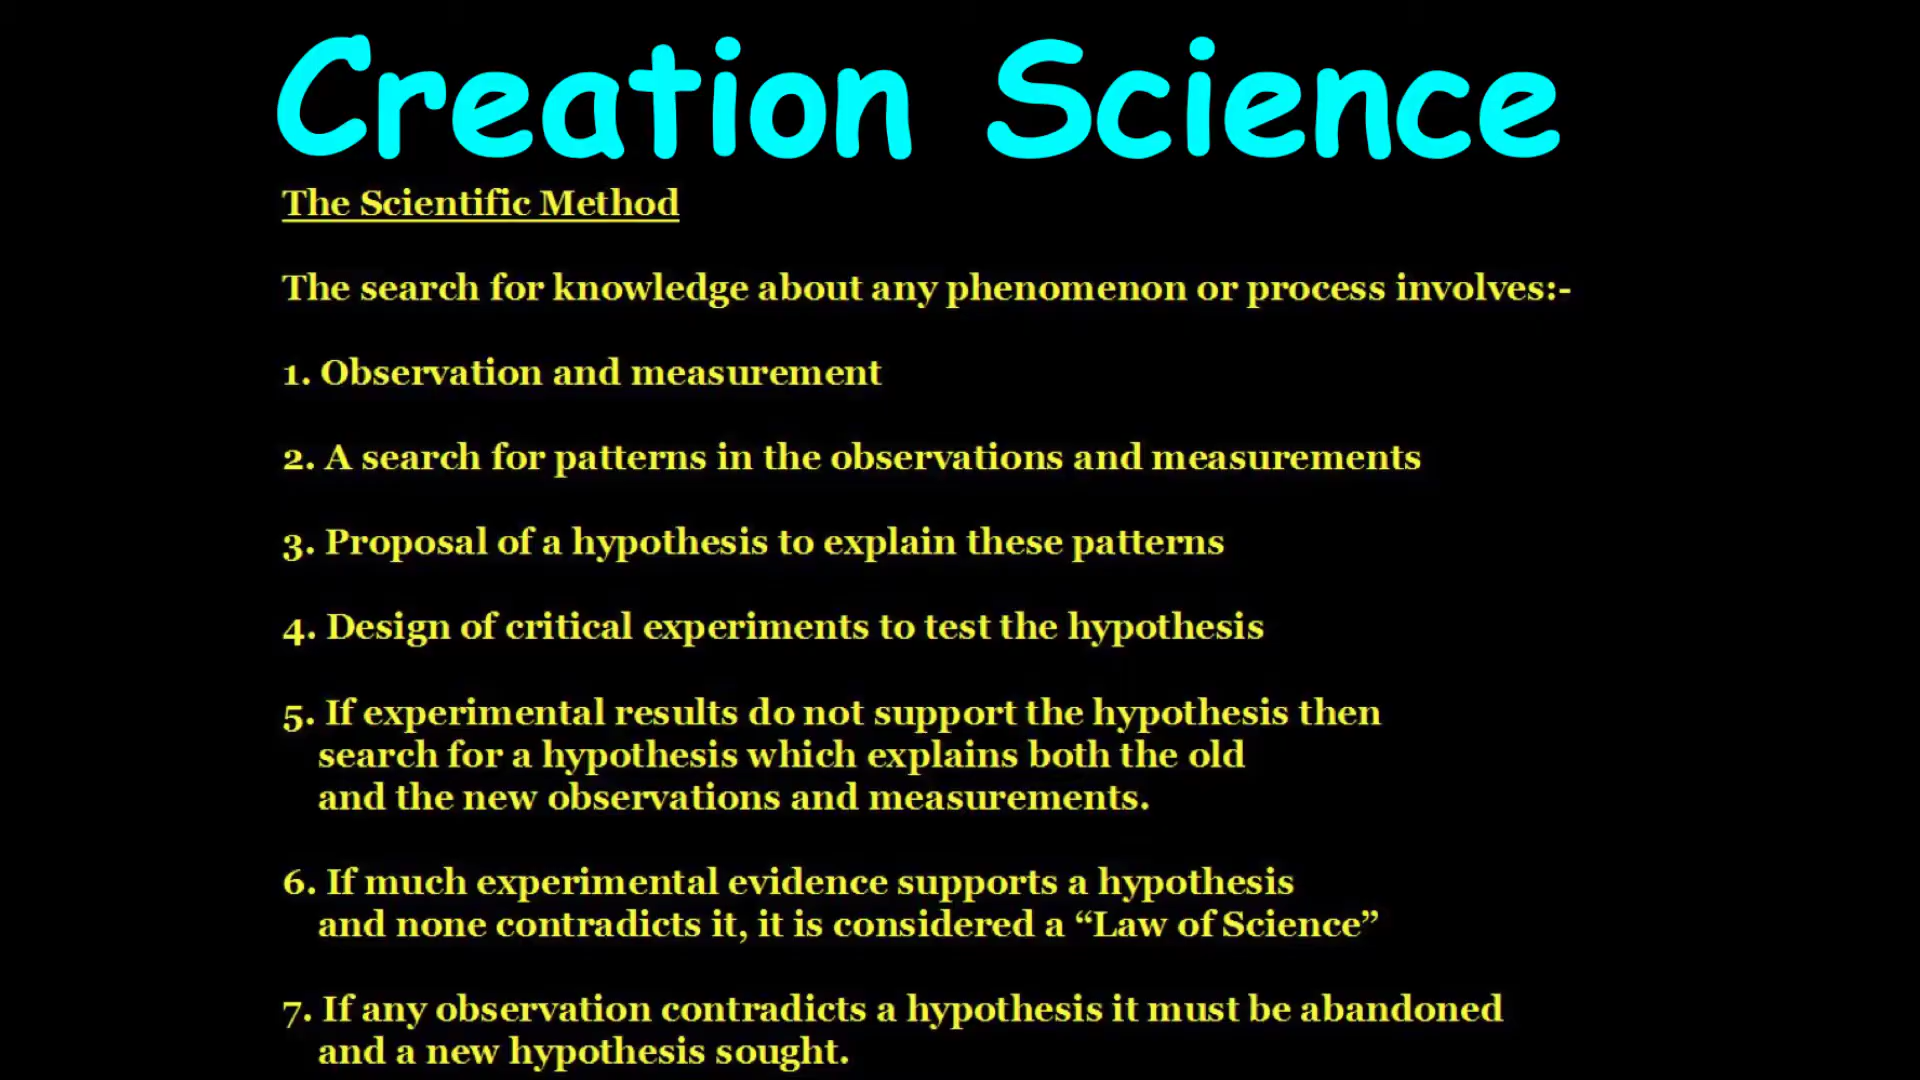 Creation Science
The Scientific Method
The search for knowledge about any phenomenon or process involves:-
1. Observation and measurement
2. A search for patterns in the observations and measurements
3. Proposal of a hypothesis to explain these patterns
4. Design of critical experiments to test the hypothesis
5. If experimental results do not support the hypothesis then
search for a hypothesis which explains both the old
and the new observations and measurements.
6. If much experimental evidence supports a hypothesis
and none contradicts it, it is considered a “Law of Science”
7. If any observation contradicts a hypothesis it must be abandoned
and a new hypothesis sought.